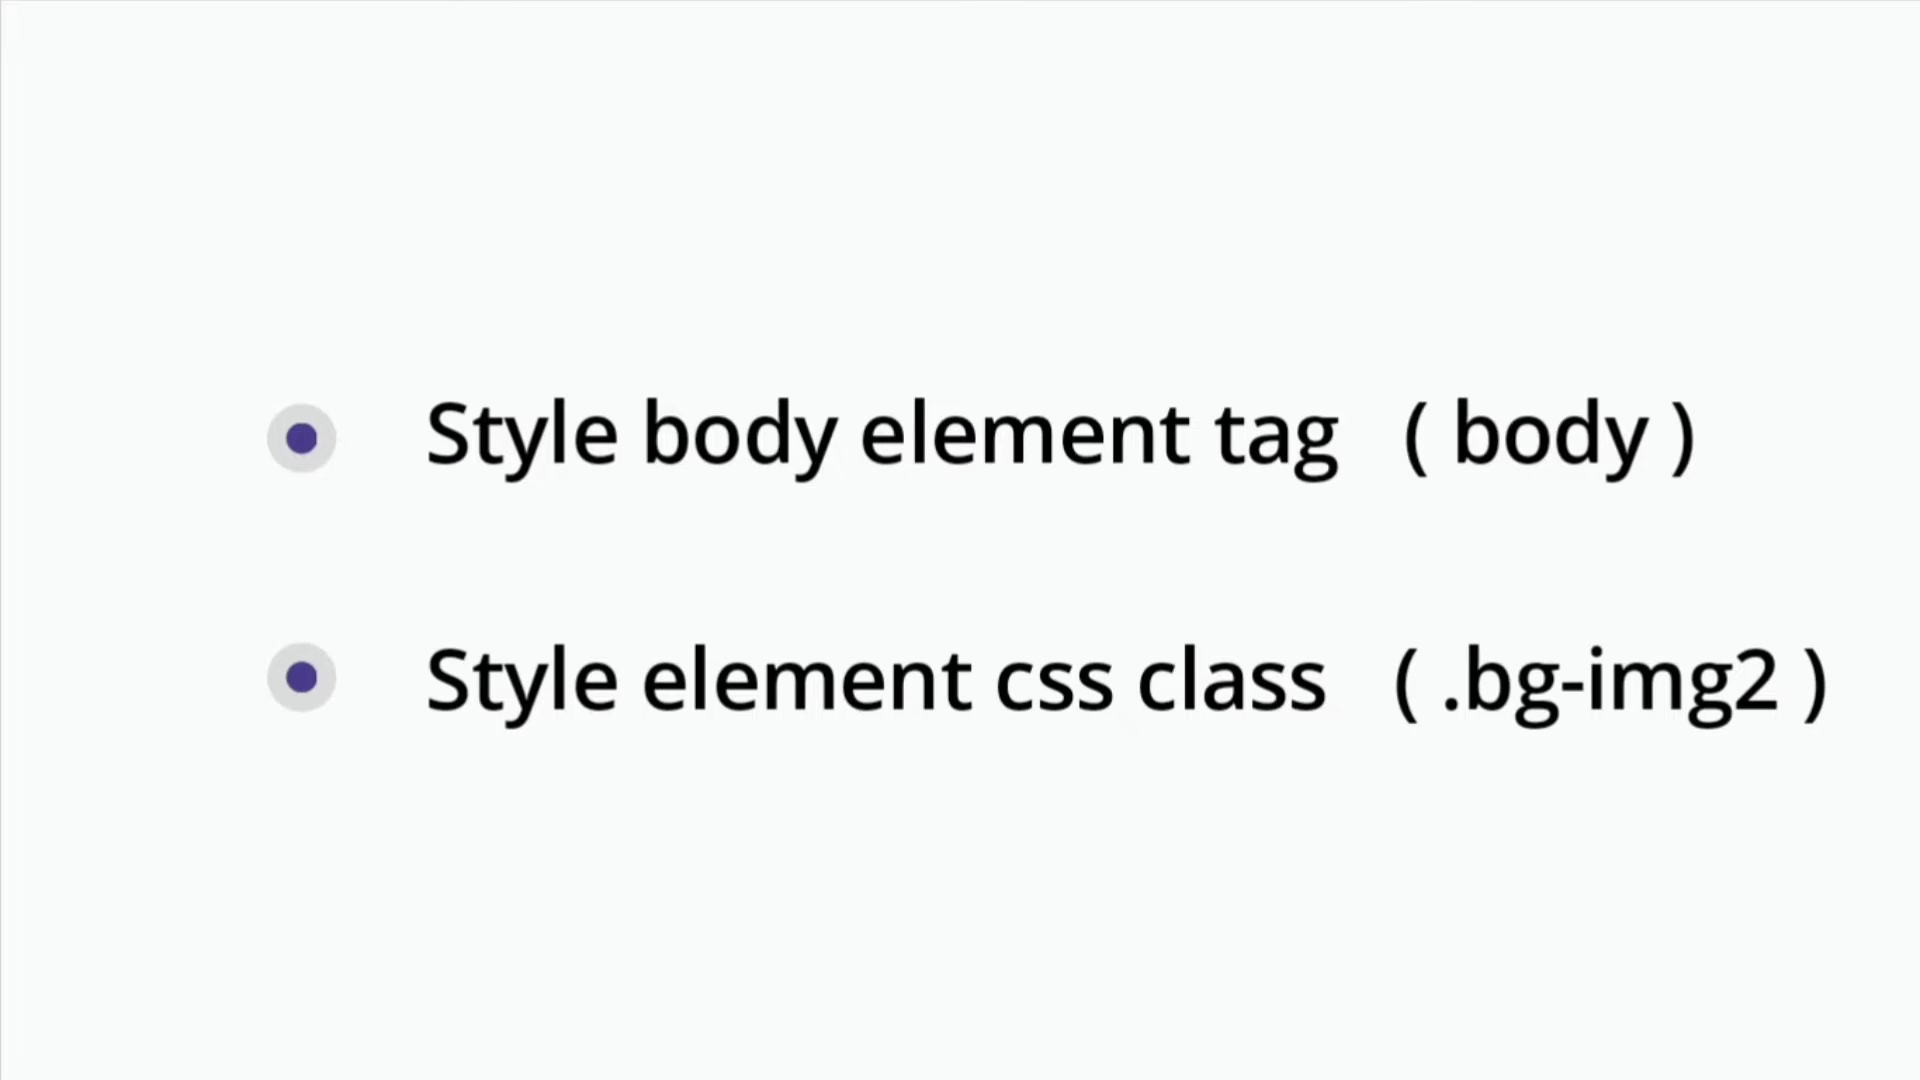 Style body element tag ( body )
Style element css class ( .bg-img2 )